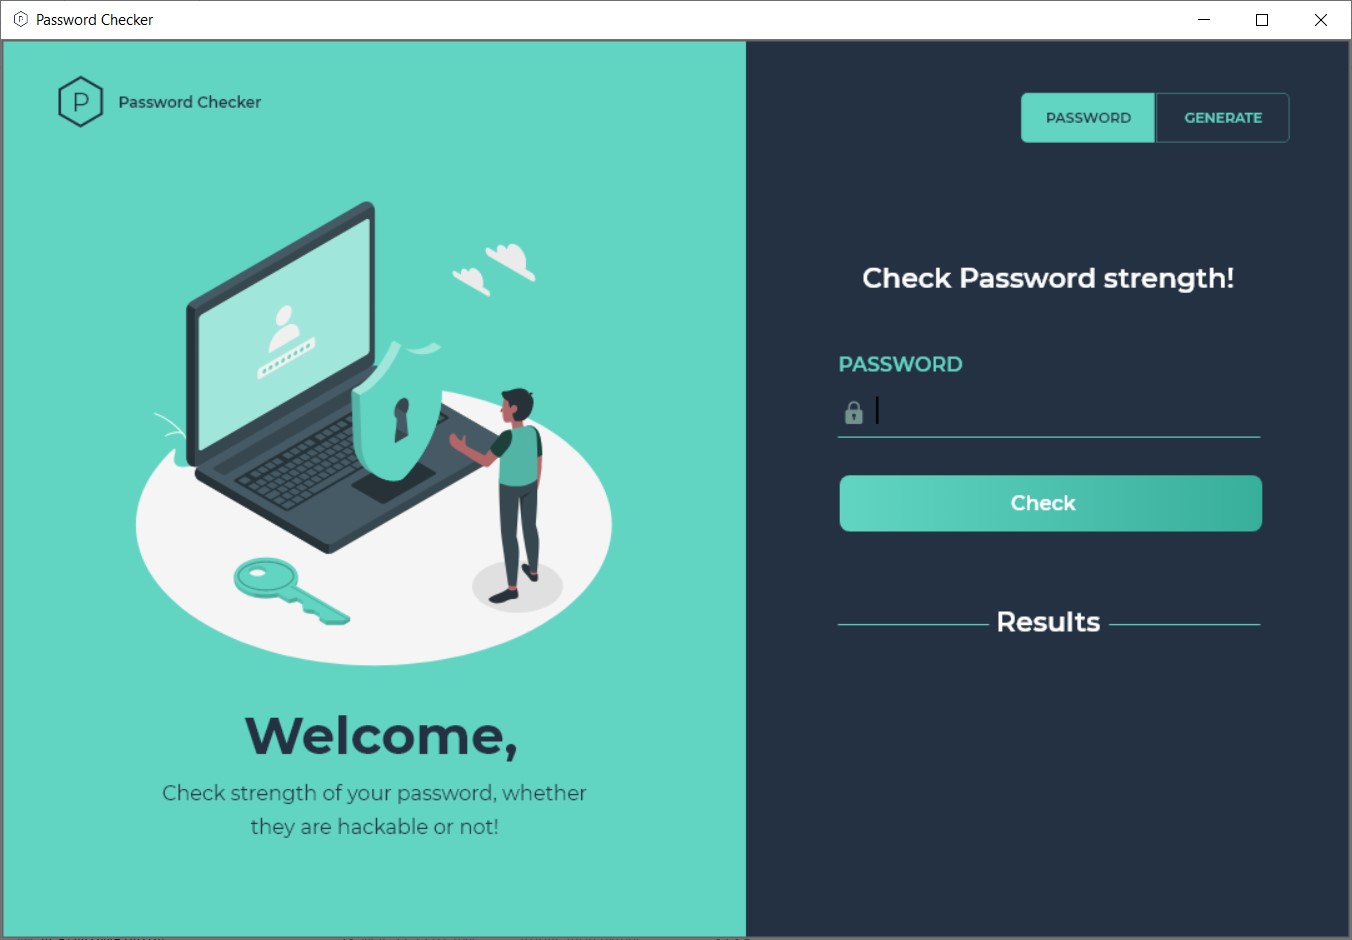 Password Checker
P
Password Checker
PASSWORD
GENERATE
Check Password strength!
PASSWORD
Check
Results
Welcome,
Check strength of your password, whether
they are hackable or not!